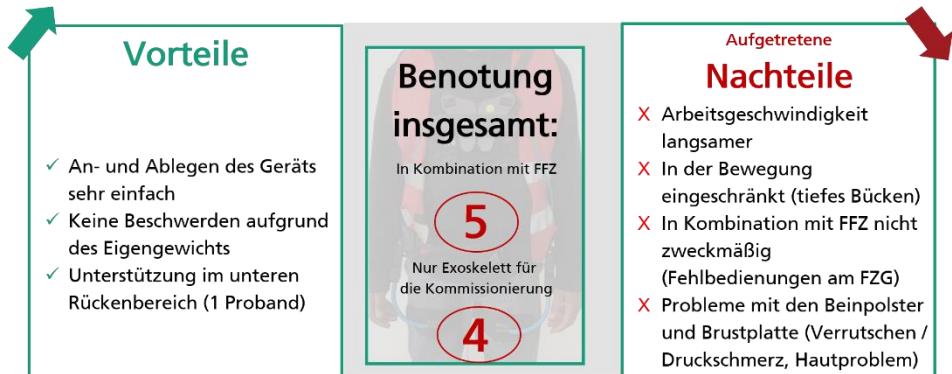 Vorteile
✓ An- und Ablegen des Geräts
sehr einfach
✓ Keine Beschwerden aufgrund
des Eigengewichts
✓ Unterstützung im unteren
Rückenbereich (1 Proband)
Benotung
insgesamt:
In Kombination mit FFZ
5
Nur Exoskelett für
die Kommissionierung
4
Aufgetretene
Nachteile
X Arbeitsgeschwindigkeit
langsamer
X In der Bewegung
eingeschränkt (tiefes Bücken)
X In Kombination mit FFZ nicht
zweckmäßig
(Fehlbedienungen am FZG)
X Probleme mit den Beinpolster
und Brustplatte (Verrutschen /
Druckschmerz, Hautproblem)